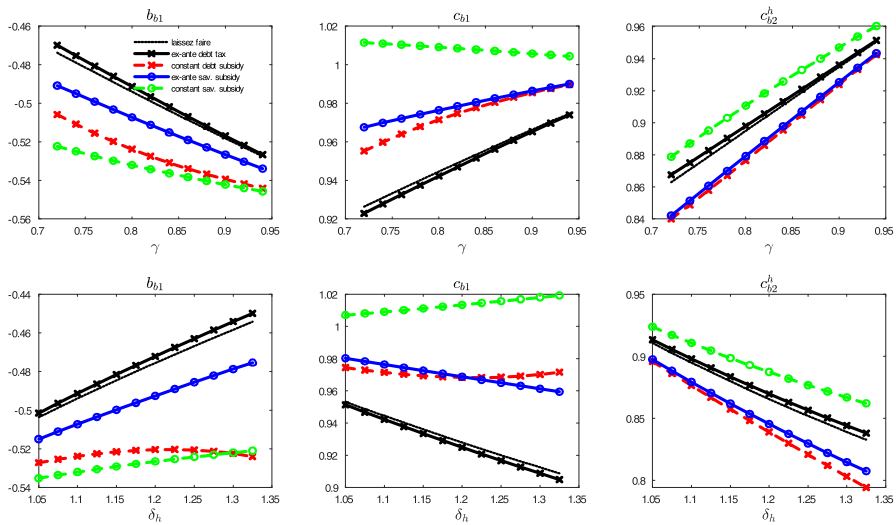 b_{b1}
-0.46
-0.48
-0.5
-0.52
-0.54
-0.56
0.7 0.75 0.8 0.85 0.9 0.95
γ
laissez faire
ex-ante debt tax
constant debt subsidy
ex-ante sav. subsidy
constant sav. subsidy
c_{b1}
1.02
1
0.98
0.96
0.94
0.92
0.7 0.75 0.8 0.85 0.9 0.95
γ
c_{b2}^{h}
0.96
0.94
0.92
0.9
0.88
0.86
0.84
0.7 0.75 0.8 0.85 0.9 0.95
γ
b_{b1}
-0.44
-0.46
-0.48
-0.5
-0.52
-0.54
1.05 1.1 1.15 1.2 1.25 1.3 1.35
δ_h
c_{b1}
1.02
1
0.98
0.96
0.94
0.92
0.9
1.05 1.1 1.15 1.2 1.25 1.3 1.35
δ_h
c_{b2}^{h}
0.95
0.9
0.85
0.8
1.05 1.1 1.15 1.2 1.25 1.3 1.35
δ_h